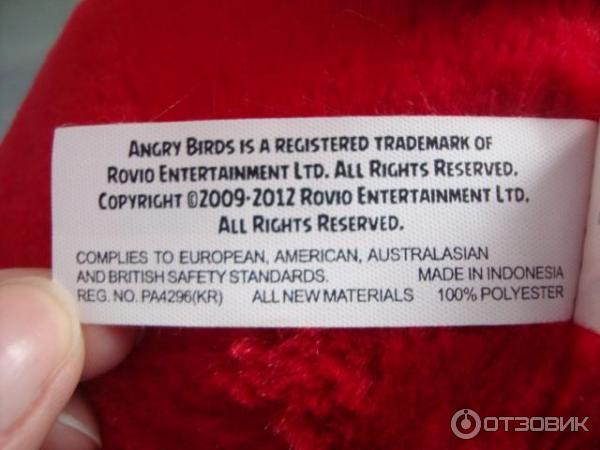 ANGRY BIRDS IS A REGISTERED TRADEMARK OF
ROVIO ENTERTAINMENT LTD. ALL RIGHTS RESERVED.
COPYRIGHT ©2009-2012 ROVIO ENTERTAINMENT LTD.
ALL RIGHTS RESERVED.
COMPLIES TO EUROPEAN, AMERICAN, AUSTRALASIAN
AND BRITISH SAFETY STANDARDS. MADE IN INDONESIA
REG. NO. PA4296(KR) ALL NEW MATERIALS 100% POLYESTER
ОТЗОВИК